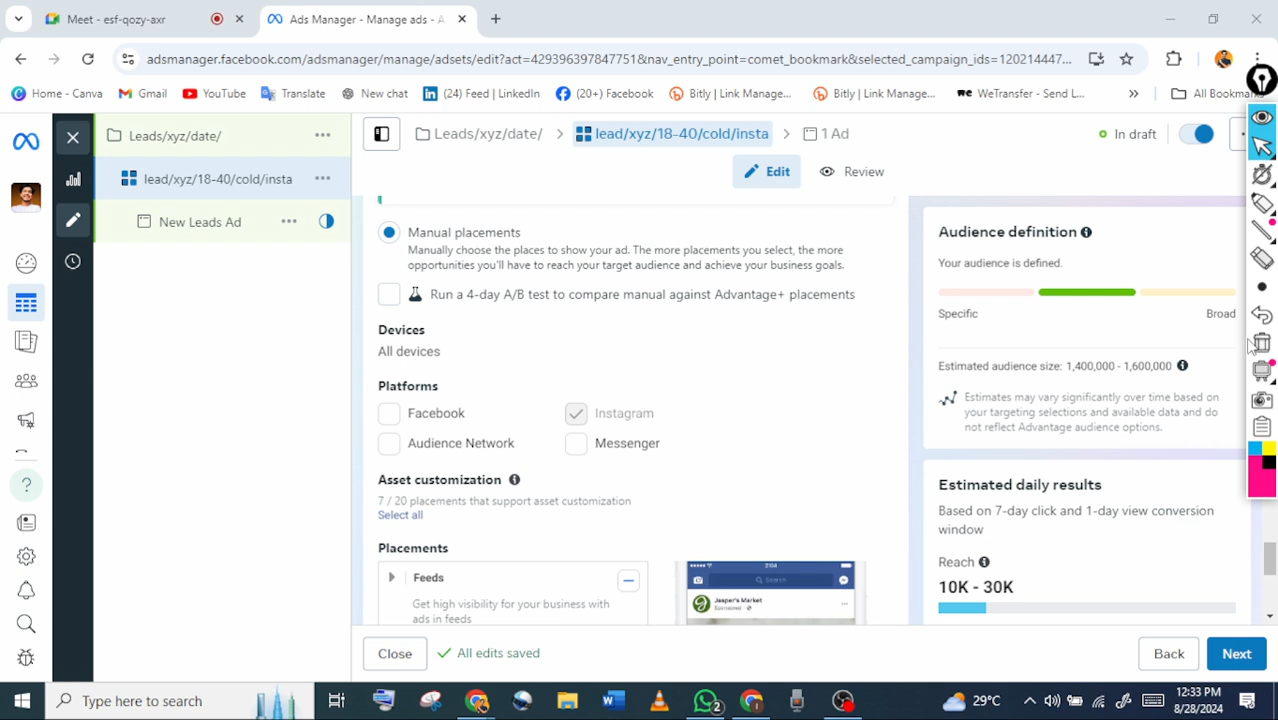 Meet - esf-qozy-axr
Ads Manager - Manage ads - A
adsmanager.facebook.com/adsmanager/manage/adsets/edit?act=429396397847751&nav_entry_point=comet_bookmark&selected_campaign_ids=120214447...
Home - Canva
Gmail
YouTube
Translate
New chat
(24) Feed | LinkedIn
(20+) Facebook
Bitly | Link Manage...
Bitly | Link Manage...
WeTransfer - Send L...
All Bookmarks
Leads/xyz/date/
lead/xyz/18-40/cold/insta
New Leads Ad
Leads/xyz/date/
lead/xyz/18-40/cold/insta
1 Ad
In draft
Edit
Review
Manual placements
Manually choose the places to show your ad. The more placements you select, the more
opportunities you'll have to reach your target audience and achieve your business goals.
Run a 4-day A/B test to compare manual against Advantage+ placements
Devices
All devices
Platforms
Facebook
Instagram
Audience Network
Messenger
Asset customization
7 / 20 placements that support asset customization
Select all
Placements
Feeds
Get high visibility for your business with
ads in feeds
2:04
Search
Jasper's Market
Sponsored
Audience definition
Your audience is defined.
Specific
Broad
Estimated audience size: 1,400,000 - 1,600,000
Estimates may vary significantly over time based on
your targeting selections and available data and do
not reflect Advantage audience options.
Estimated daily results
Based on 7-day click and 1-day view conversion
window
Reach
10K - 30K
Close
All edits saved
Back
Next
Type here to search
2
29°C
12:33 PM
8/28/2024